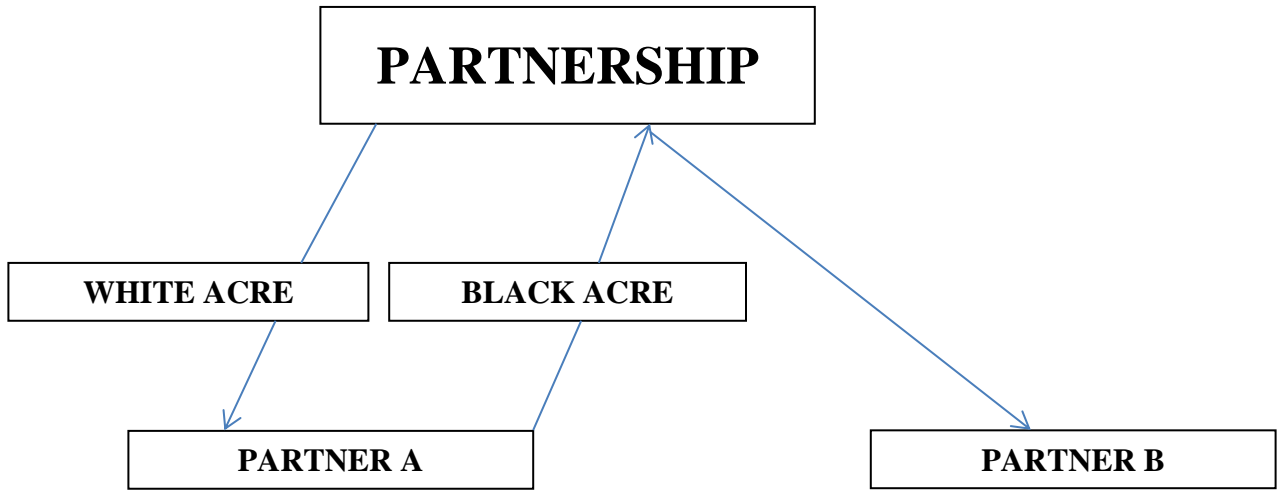 PARTNERSHIP
WHITE ACRE
BLACK ACRE
PARTNER A
PARTNER B